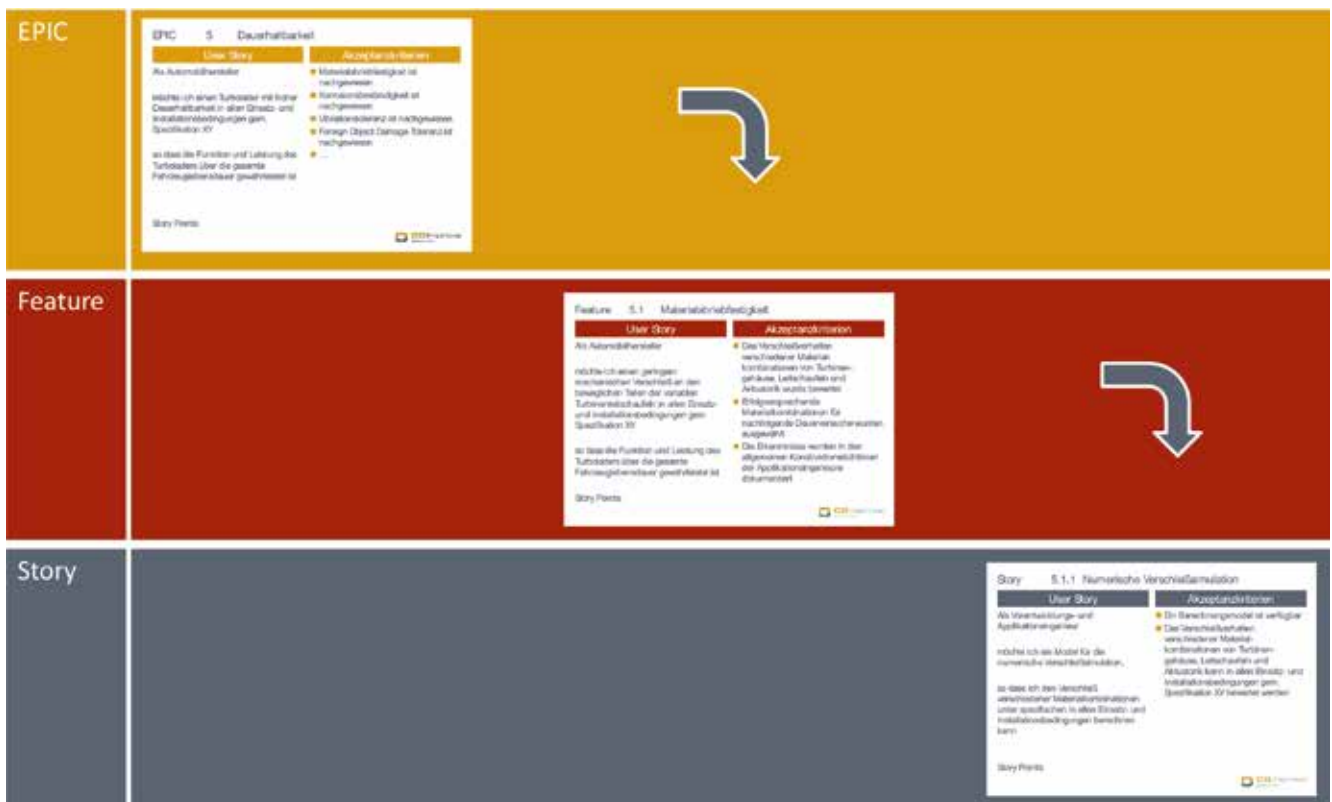 EPIC
EPIC 5 Dauerhaltbarkeit
User Story
Akzeptanzkriterien
Als Automobilhersteller
möchte ich einen Turbolader mit hoher
Dauerhaltbarkeit in allen Einsatz- und
Installationsbedingungen gem.
Spezifikation XY
so dass die Funktion und Leistung des
Turboladers über die gesamte
Fahrzeuglebensdauer gewährleistet ist
Materialabriebfestigkeit ist
nachgewiesen
Korrosionsbeständigkeit ist
nachgewiesen
Vibrationstoleranz ist nachgewiesen
Foreign Object Damage Toleranz ist
nachgewiesen
...
Story Points
Feature
Feature 5.1 Materialabriebfestigkeit
User Story
Akzeptanzkriterien
Als Automobilhersteller
möchte ich einen geringen
mechanischen Verschleiß an den
beweglichen Teilen der variablen
Turbinenleitschaufeln in allen Einsatz-
und Installationsbedingungen gem.
Spezifikation XY
so dass die Funktion und Leistung des
Turboladers über die gesamte
Fahrzeuglebensdauer gewährleistet ist
Das Verschleißverhalten
verschiedener Material-
kombinationen von Turbinen-
gehäuse, Leitschaufeln und
Aktuatorik wurde bewertet
Erfolgversprechende
Materialkombinationen für
nachfolgende Dauerversuche wurden
ausgewählt
Die Erkenntnisse wurden in den
allgemeinen Konstruktionsrichtlinien
der Applikationsingenieure
dokumentiert
Story Points
Story
Story 5.1.1 Numerische Verschleißsimulation
User Story
Akzeptanzkriterien
Als Vorentwicklungs- und
Applikationsingenieur
möchte ich ein Model für die
numerische Verschleißsimulation,
so dass ich den Verschleiß
verschiedener Materialkombinationen
unter spezifischen in allen Einsatz- und
Installationsbedingungen berechnen
kann
Ein Berechnungsmodel ist verfügbar
Das Verschleißverhalten
verschiedener Material-
kombinationen von Turbinen-
gehäuse, Leitschaufeln und
Aktuatorik kann in allen Einsatz- und
Installationsbedingungen gem.
Spezifikation XY bewertet werden
Story Points